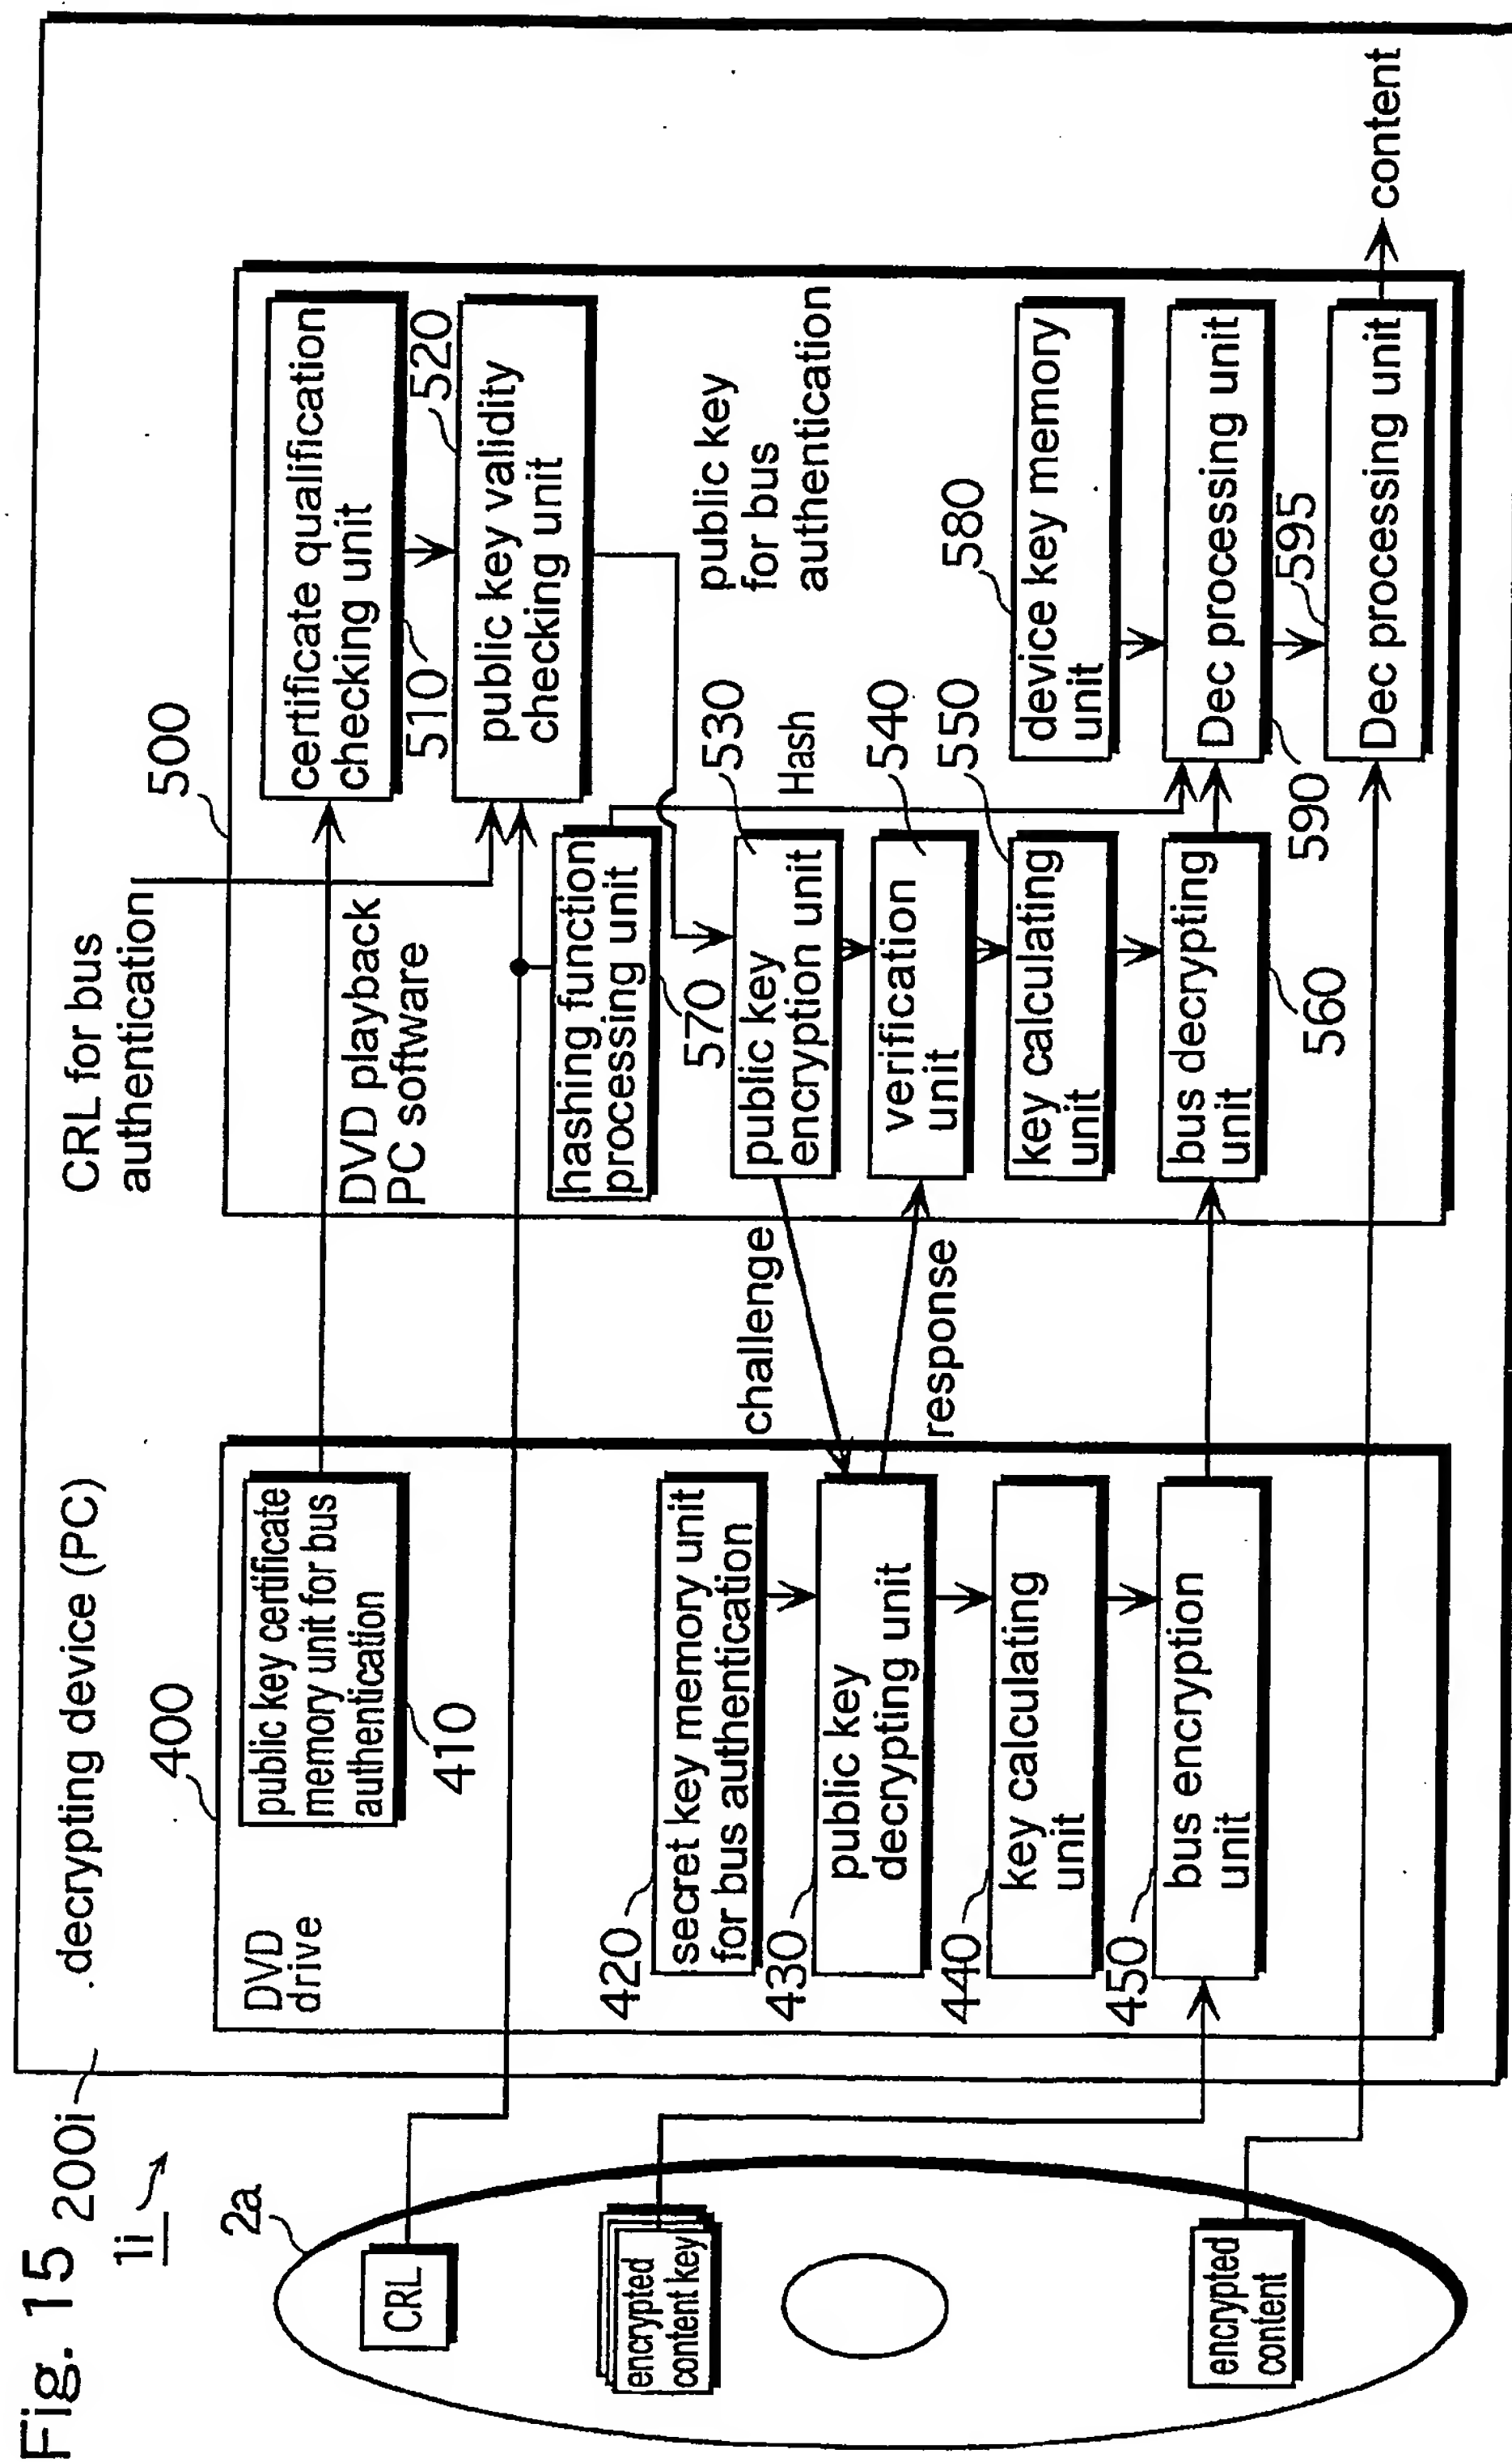 Fig. 15
1i
200i
decrypting device (PC)
2a
CRL
encrypted
content key
encrypted
content
400
DVD
drive
public key certificate
memory unit for bus
authentication
410
420
secret key memory unit
for bus authentication
430
public key
decrypting unit
440
key calculating
unit
450
bus encryption
unit
challenge
response
CRL for bus
authentication
500
DVD playback
PC software
certificate qualification
checking unit
510
520
public key validity
checking unit
hashing function
processing unit
570
public key
for bus
authentication
530
public key
encryption unit
Hash
540
verification
unit
550
key calculating
unit
bus decrypting
unit
560
580
device key memory
unit
Dec processing unit
590
595
Dec processing unit
content